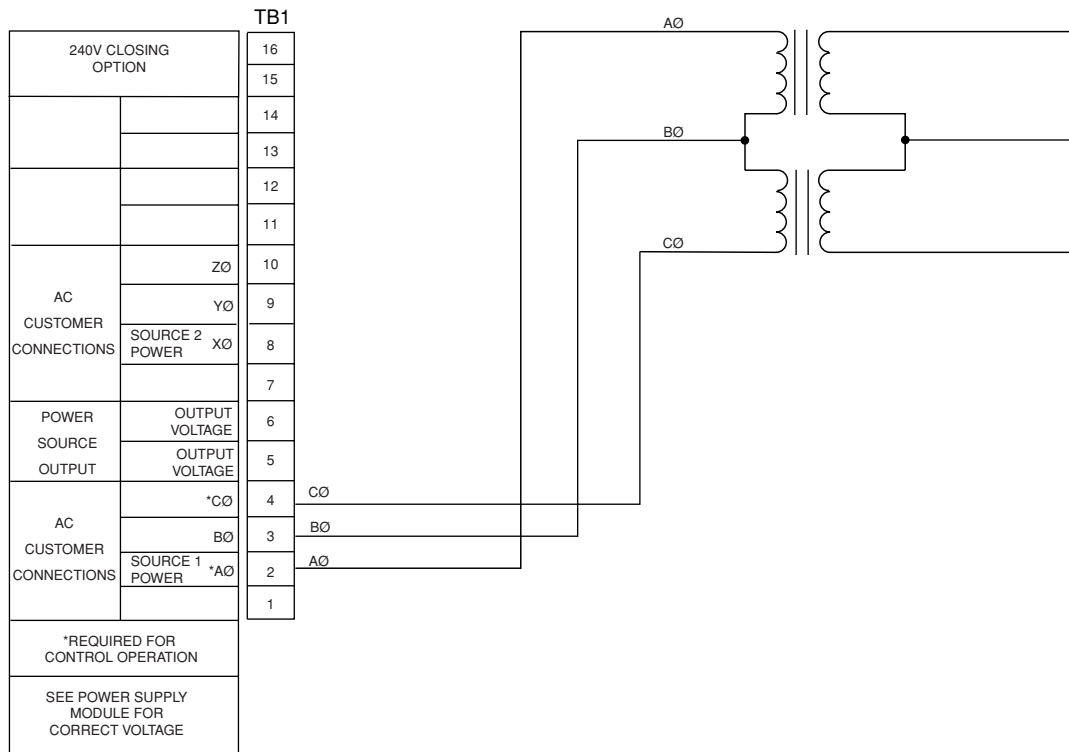 TB1
240V CLOSING
OPTION
16
15
14
13
12
11
AC
CUSTOMER
CONNECTIONS
ZØ
10
YØ
9
SOURCE 2
POWER
XØ
8
7
POWER
SOURCE
OUTPUT
OUTPUT
VOLTAGE
6
OUTPUT
VOLTAGE
5
AC
CUSTOMER
CONNECTIONS
*CØ
4
CØ
BØ
3
BØ
SOURCE 1
POWER
*AØ
2
AØ
1
*REQUIRED FOR
CONTROL OPERATION
SEE POWER SUPPLY
MODULE FOR
CORRECT VOLTAGE
AØ
BØ
CØ